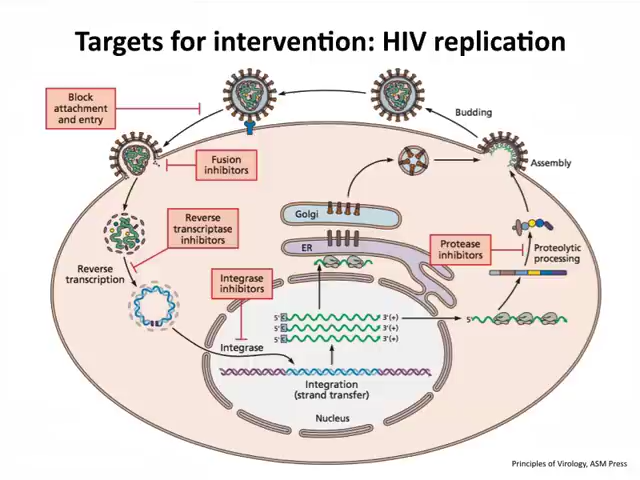 Targets for intervention: HIV replication
Block
attachment
and entry
Budding
Fusion
inhibitors
Assembly
Golgi
Reverse
transcriptase
inhibitors
ER
Protease
inhibitors
Proteolytic
processing
Reverse
transcription
Integrase
inhibitors
5' 3'(+)
5' 3'(+)
5' 3'(+)
5'
Integrase
Integration
(strand transfer)
Nucleus
Principles of Virology, ASM Press